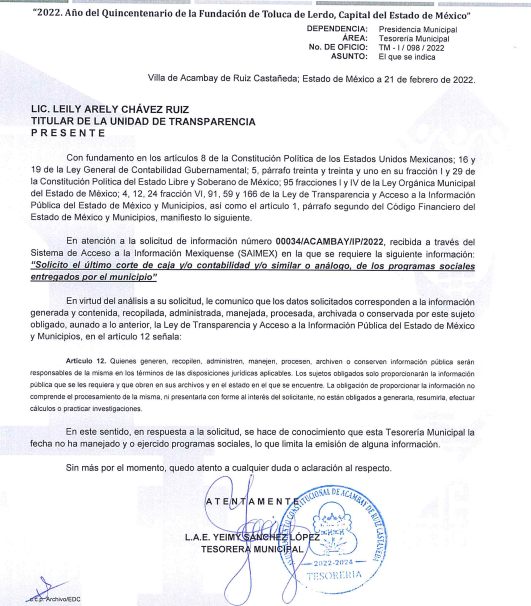 "2022. Año del Quincentenario de la Fundación de Toluca de Lerdo, Capital del Estado de México"
DEPENDENCIA: Presidencia Municipal
ÁREA: Tesorería Municipal
No. DE OFICIO: TM - I / 098 / 2022
ASUNTO: El que se indica
Villa de Acambay de Ruiz Castañeda; Estado de México a 21 de febrero de 2022.
LIC. LEILY ARELY CHÁVEZ RUIZ
TITULAR DE LA UNIDAD DE TRANSPARENCIA
P R E S E N T E
Con fundamento en los artículos 8 de la Constitución Política de los Estados Unidos Mexicanos; 16 y
19 de la Ley General de Contabilidad Gubernamental; 5, párrafo treinta y treinta y uno en su fracción I y 29 de
la Constitución Política del Estado Libre y Soberano de México; 95 fracciones I y IV de la Ley Orgánica Municipal
del Estado de México; 4, 12, 24 fracción VI, 91, 59 y 166 de la Ley de Transparencia y Acceso a la Información
Pública del Estado de México y Municipios, así como el artículo 1, párrafo segundo del Código Financiero del
Estado de México y Municipios, manifiesto lo siguiente.
En atención a la solicitud de información número 00034/ACAMBAY/IP/2022, recibida a través del
Sistema de Acceso a la Información Mexiquense (SAIMEX) en la que se requiere la siguiente información:
"Solicito el último corte de caja y/o contabilidad y/o similar o análogo, de los programas sociales
entregados por el municipio"
En virtud del análisis a su solicitud, le comunico que los datos solicitados corresponden a la información
generada y contenida, recopilada, administrada, manejada, procesada, archivada o conservada por este sujeto
obligado, aunado a lo anterior, la Ley de Transparencia y Acceso a la Información Pública del Estado de México
y Municipios, en el artículo 12 señala:
Artículo 12. Quienes generen, recopilen, administren, manejen, procesen, archiven o conserven información pública serán
responsables de la misma en los términos de las disposiciones jurídicas aplicables. Los sujetos obligados solo proporcionarán la información
pública que se les requiera y que obren en sus archivos y en el estado en el que se encuentre. La obligación de proporcionar la información no
comprende el procesamiento de la misma, ni presentarla con forme al interés del solicitante, no están obligados a generarla, resumirla, efectuar
cálculos o practicar investigaciones.
En este sentido, en respuesta a la solicitud, se hace de conocimiento que esta Tesorería Municipal la
fecha no ha manejado y o ejercido programas sociales, lo que limita la emisión de alguna información.
Sin más por el momento, quedo atento a cualquier duda o aclaración al respecto.
A T E N T A M E N T E
L.A.E. YEIMY SÁNCHEZ LÓPEZ
TESORERA MUNICIPAL
AYUNTAMIENTO CONSTITUCIONAL DE ACAMBAY DE RUIZ CASTAÑEDA
2022-2024
TESORERÍA
c.c.p. Archivo/EDC